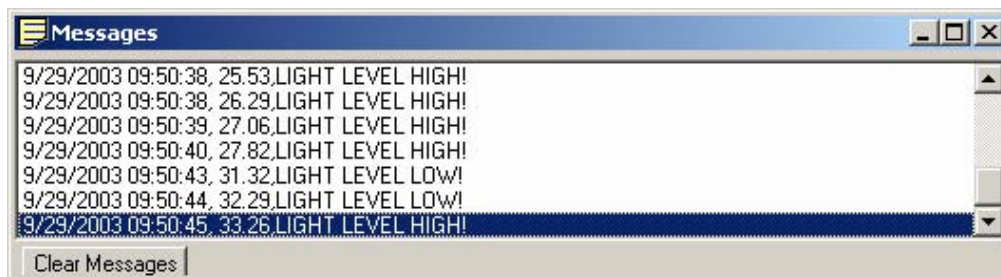 Messages
9/29/2003 09:50:38, 25.53,LIGHT LEVEL HIGH!
9/29/2003 09:50:38, 26.29,LIGHT LEVEL HIGH!
9/29/2003 09:50:39, 27.06,LIGHT LEVEL HIGH!
9/29/2003 09:50:40, 27.82,LIGHT LEVEL HIGH!
9/29/2003 09:50:43, 31.32,LIGHT LEVEL LOW!
9/29/2003 09:50:44, 32.29,LIGHT LEVEL LOW!
9/29/2003 09:50:45, 33.26,LIGHT LEVEL HIGH!
Clear Messages